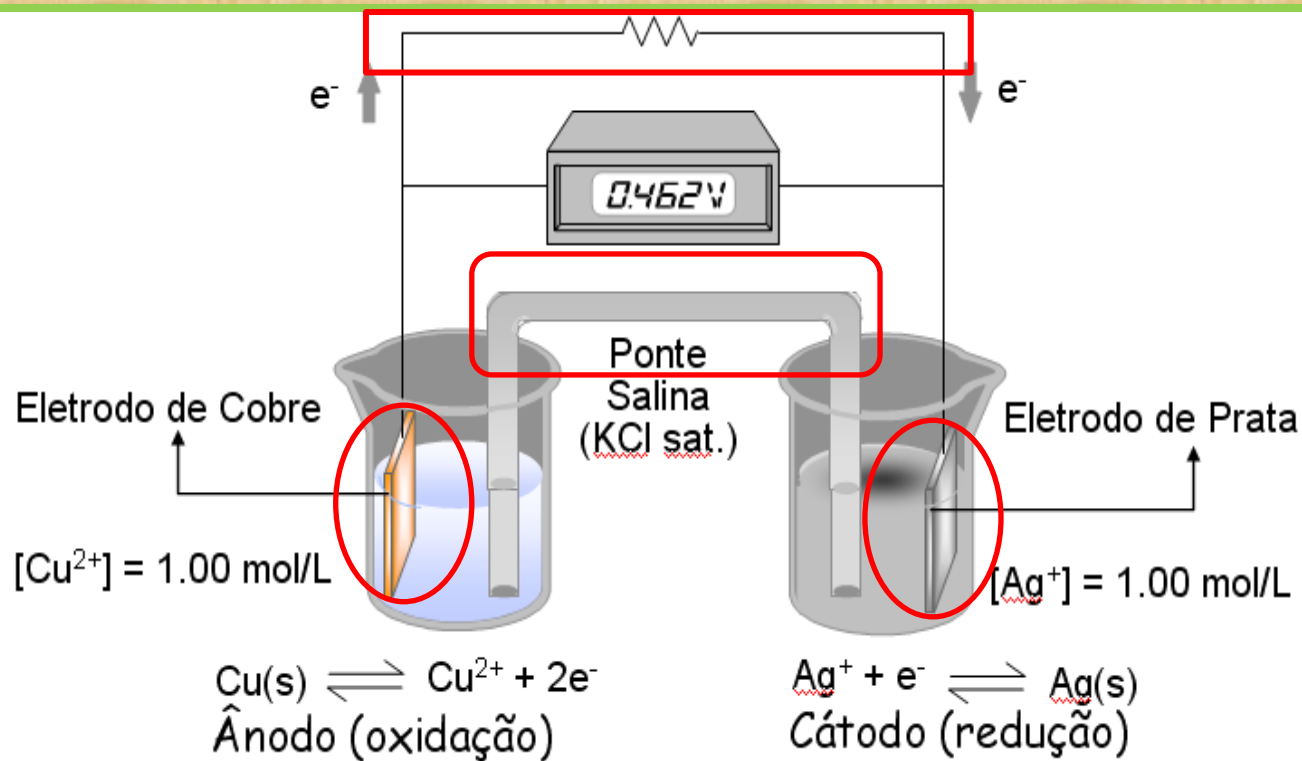 e⁻
e⁻
0.462V
Ponte
Salina
(KCl sat.)
Eletrodo de Cobre
Eletrodo de Prata
[Cu²⁺] = 1.00 mol/L
[Ag⁺] = 1.00 mol/L
Cu(s) ⇌ Cu²⁺ + 2e⁻
Ag⁺ + e⁻ ⇌ Ag(s)
Ânodo (oxidação)
Cátodo (redução)